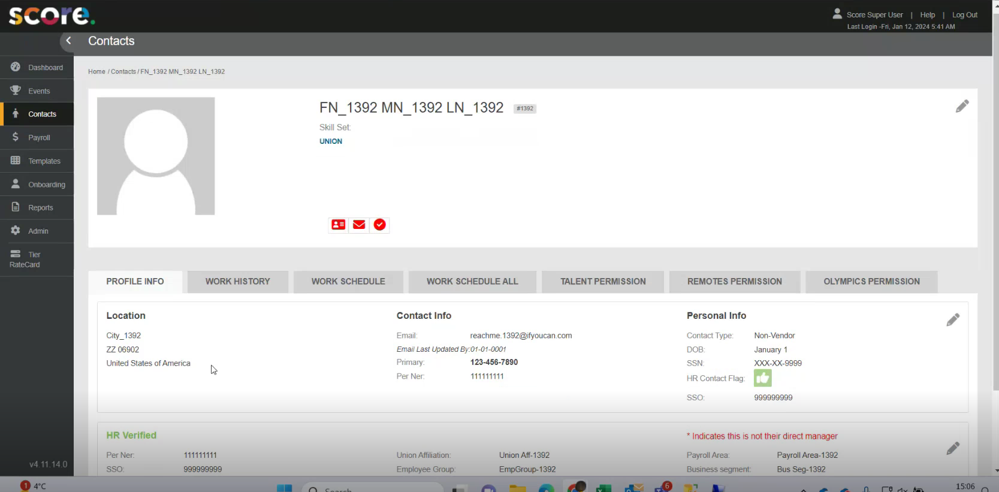 score.
Score Super User | Help | Log Out
Last Login -Fri, Jan 12, 2024 5:41 AM
Contacts
Dashboard
Events
Contacts
Payroll
Templates
Onboarding
Reports
Admin
Tier
RateCard
v4.11.14.0
Home / Contacts / FN_1392 MN_1392 LN_1392
FN_1392 MN_1392 LN_1392 #1392
Skill Set:
UNION
PROFILE INFO WORK HISTORY WORK SCHEDULE WORK SCHEDULE ALL TALENT PERMISSION REMOTES PERMISSION OLYMPICS PERMISSION
Location
City_1392
ZZ 06902
United States of America
Contact Info
Email: reachme.1392@ifyoucan.com
Email Last Updated By:01-01-0001
Primary: 123-456-7890
Per Ner: 111111111
Personal Info
Contact Type: Non-Vendor
DOB: January 1
SSN: XXX-XX-9999
HR Contact Flag:
SSO: 999999999
HR Verified
* Indicates this is not their direct manager
Per Ner: 111111111 Union Affiliation: Union Aff-1392 Payroll Area: Payroll Area-1392
SSO: 999999999 Employee Group: EmpGroup-1392 Business segment: Bus Seg-1392
1 4°C Search 6 15:06